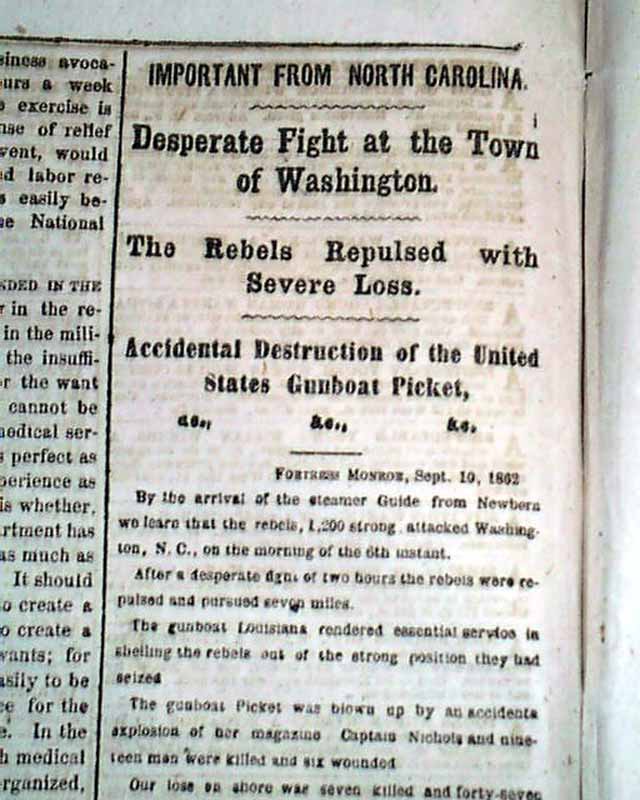 siness avoca-
ours a week
exercise is
nse of relief
vent, would
d labor re-
s easily be-
e National
NDED IN THE
in the re-
in the mili-
the insuffi-
r the want
cannot be
medical ser-
s perfect as
perience as
is whether,
artment has
as much as
It should
to create a
o create a
wants; for
asily to be
ce for the
In the
h medical
organized,
IMPORTANT FROM NORTH CAROLINA.
Desperate Fight at the Town
of Washington.
The Rebels Repulsed with
Severe Loss.
Accidental Destruction of the United
States Gunboat Picket,
&c., &c., &c.
FORTRESS MONROE, Sept. 10, 1862
By the arrival of the steamer Guide from Newbern
we learn that the rebels, 1,200 strong, attacked Washing-
ton, N. C., on the morning of the 6th instant.
After a desperate fight of two hours the rebels were re-
pulsed and pursued seven miles.
The gunboat Louisiana rendered essential service in
shelling the rebels out of the strong position they had
seized
The gunboat Picket was blown up by an accidenta
explosion of her magazine Captain Nichols and nine-
teen men were killed and six wounded
Our loss on shore was seven killed and forty-seven